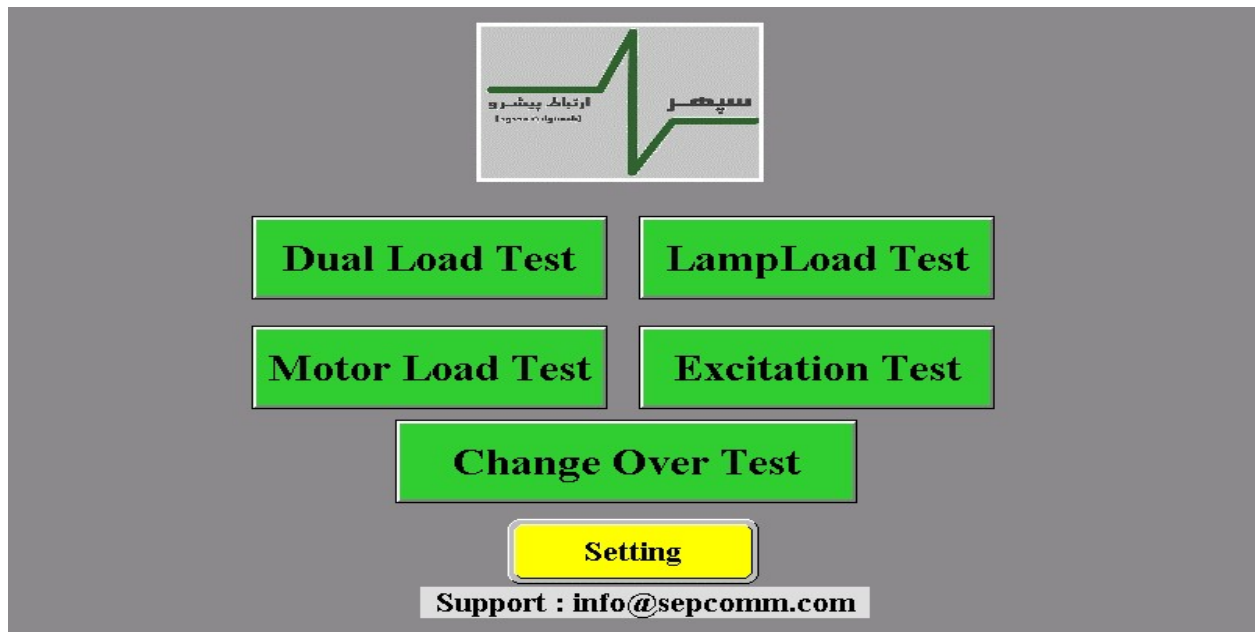 سپهر
ارتباط پیشرو
Dual Load Test
LampLoad Test
Motor Load Test
Excitation Test
Change Over Test
Setting
Support : info@sepcomm.com